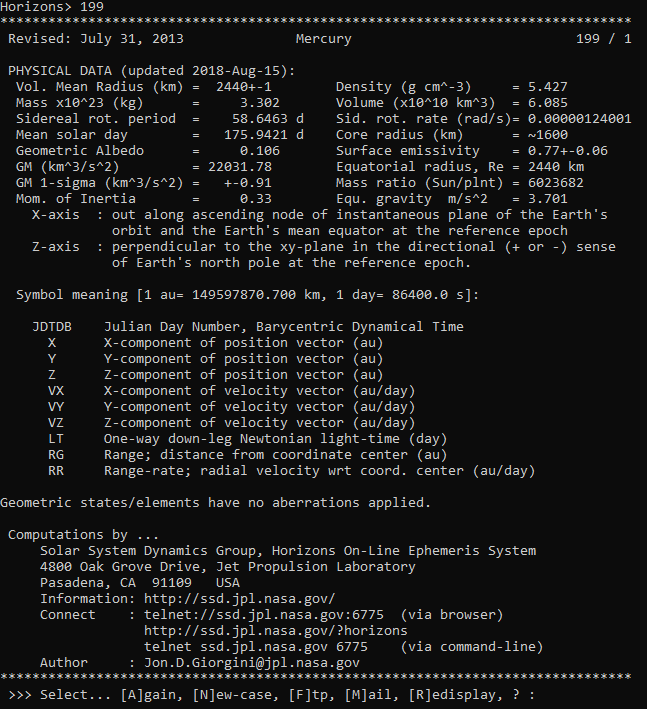 Horizons> 199
*******************************************************************************
 Revised: July 31, 2013             Mercury                            199 / 1

 PHYSICAL DATA (updated 2018-Aug-15):
  Vol. Mean Radius (km) =  2440+-1        Density (g cm^-3)     = 5.427
  Mass x10^23 (kg)      =     3.302       Volume (x10^10 km^3)  = 6.085
  Sidereal rot. period  =    58.6463 d    Sid. rot. rate (rad/s)= 0.00000124001
  Mean solar day        =   175.9421 d    Core radius (km)      = ~1600
  Geometric Albedo      =     0.106       Surface emissivity    = 0.77+-0.06
  GM (km^3/s^2)         = 22031.78        Equatorial radius, Re = 2440 km
  GM 1-sigma (km^3/s^2) =   +-0.91        Mass ratio (Sun/plnt) = 6023682
  Mom. of Inertia       =     0.33        Equ. gravity  m/s^2   = 3.701
    X-axis  : out along ascending node of instantaneous plane of the Earth's
              orbit and the Earth's mean equator at the reference epoch
    Z-axis  : perpendicular to the xy-plane in the directional (+ or -) sense
              of Earth's north pole at the reference epoch.

  Symbol meaning [1 au= 149597870.700 km, 1 day= 86400.0 s]:

    JDTDB    Julian Day Number, Barycentric Dynamical Time
      X      X-component of position vector (au)
      Y      Y-component of position vector (au)
      Z      Z-component of position vector (au)
      VX     X-component of velocity vector (au/day)
      VY     Y-component of velocity vector (au/day)
      VZ     Z-component of velocity vector (au/day)
      LT     One-way down-leg Newtonian light-time (day)
      RG     Range; distance from coordinate center (au)
      RR     Range-rate; radial velocity wrt coord. center (au/day)

Geometric states/elements have no aberrations applied.

 Computations by ...
     Solar System Dynamics Group, Horizons On-Line Ephemeris System
     4800 Oak Grove Drive, Jet Propulsion Laboratory
     Pasadena, CA  91109   USA
     Information: http://ssd.jpl.nasa.gov/
     Connect    : telnet://ssd.jpl.nasa.gov:6775  (via browser)
                  http://ssd.jpl.nasa.gov/?horizons
                  telnet ssd.jpl.nasa.gov 6775    (via command-line)
     Author     : Jon.D.Giorgini@jpl.nasa.gov
*******************************************************************************
 >>> Select... [A]gain, [N]ew-case, [F]tp, [M]ail, [R]edisplay, ? :